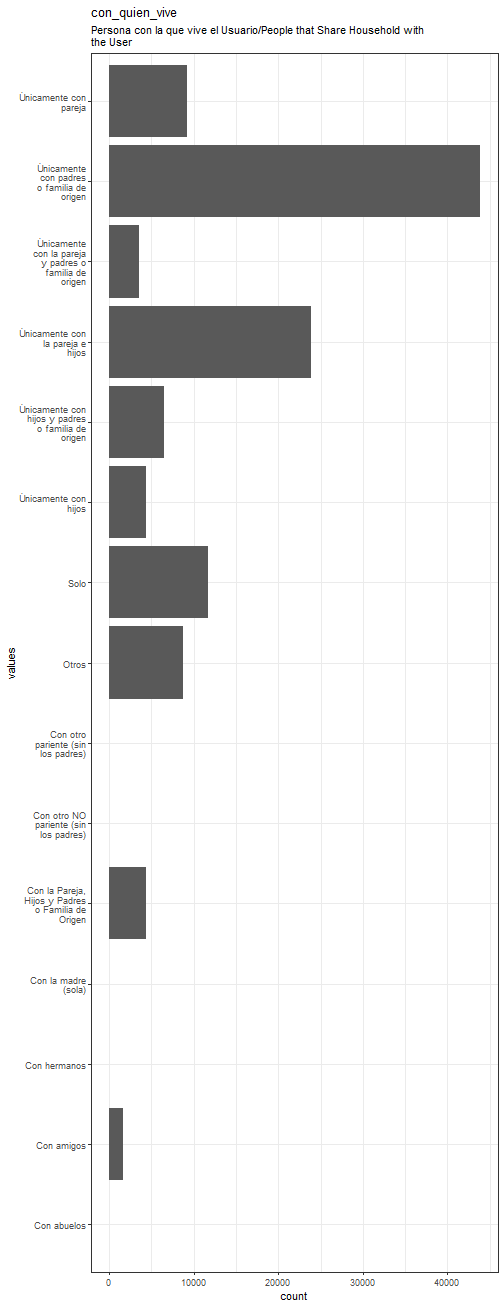 con_quien_vive
Persona con la que vive el Usuario/People that Share Household with
the User
Únicamente con
pareja
Únicamente
con padres
o familia de
origen
Únicamente
con la pareja
y padres o
familia de
origen
Únicamente con
la pareja e
hijos
Únicamente con
hijos y padres
o familia de
origen
Únicamente con
hijos
Solo
Otros
Con otro
pariente (sin
los padres)
Con otro NO
pariente (sin
los padres)
Con la Pareja,
Hijos y Padres
o Familia de
Origen
Con la madre
(sola)
Con hermanos
Con amigos
Con abuelos
values
0 10000 20000 30000 40000
count